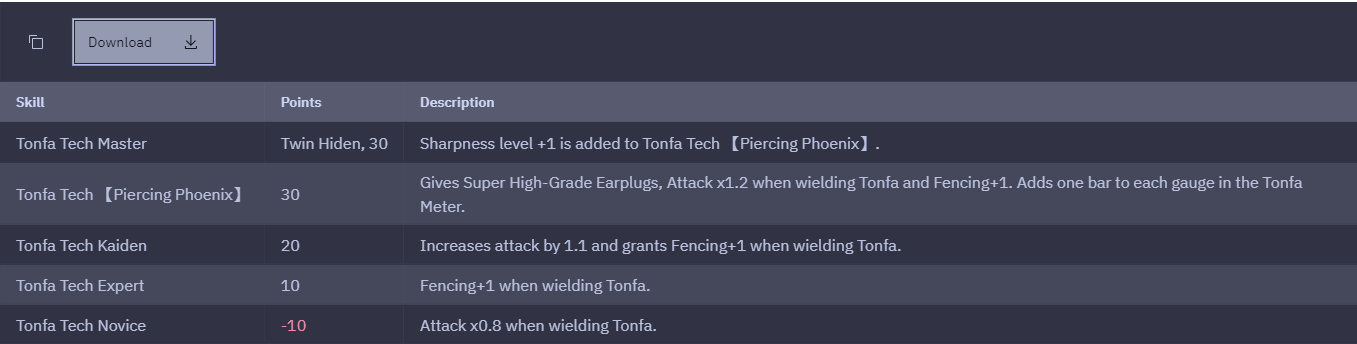 Download
Skill Points Description
Tonfa Tech Master Twin Hiden, 30 Sharpness level +1 is added to Tonfa Tech 【Piercing Phoenix】.
Tonfa Tech 【Piercing Phoenix】 30 Gives Super High-Grade Earplugs, Attack x1.2 when wielding Tonfa and Fencing+1. Adds one bar to each gauge in the Tonfa
Meter.
Tonfa Tech Kaiden 20 Increases attack by 1.1 and grants Fencing+1 when wielding Tonfa.
Tonfa Tech Expert 10 Fencing+1 when wielding Tonfa.
Tonfa Tech Novice -10 Attack x0.8 when wielding Tonfa.